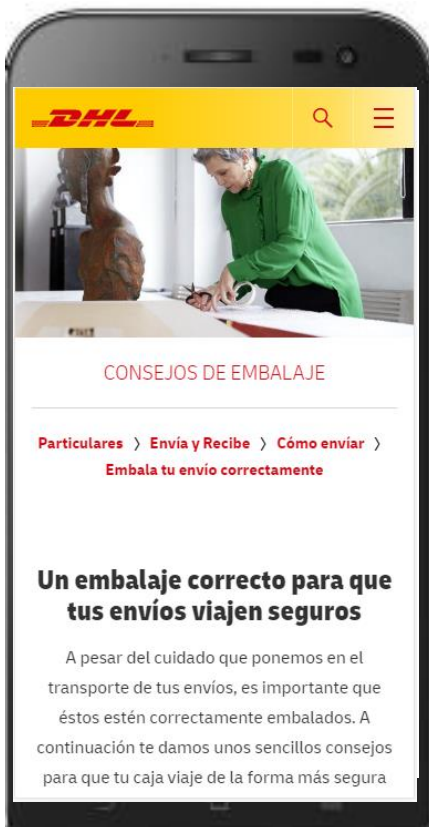 DHL
CONSEJOS DE EMBALAJE
Particulares 〉 Envía y Recibe 〉 Cómo envíar 〉
Embala tu envío correctamente
Un embalaje correcto para que
tus envíos viajen seguros
A pesar del cuidado que ponemos en el
transporte de tus envíos, es importante que
éstos estén correctamente embalados. A
continuación te damos unos sencillos consejos
para que tu caja viaje de la forma más segura